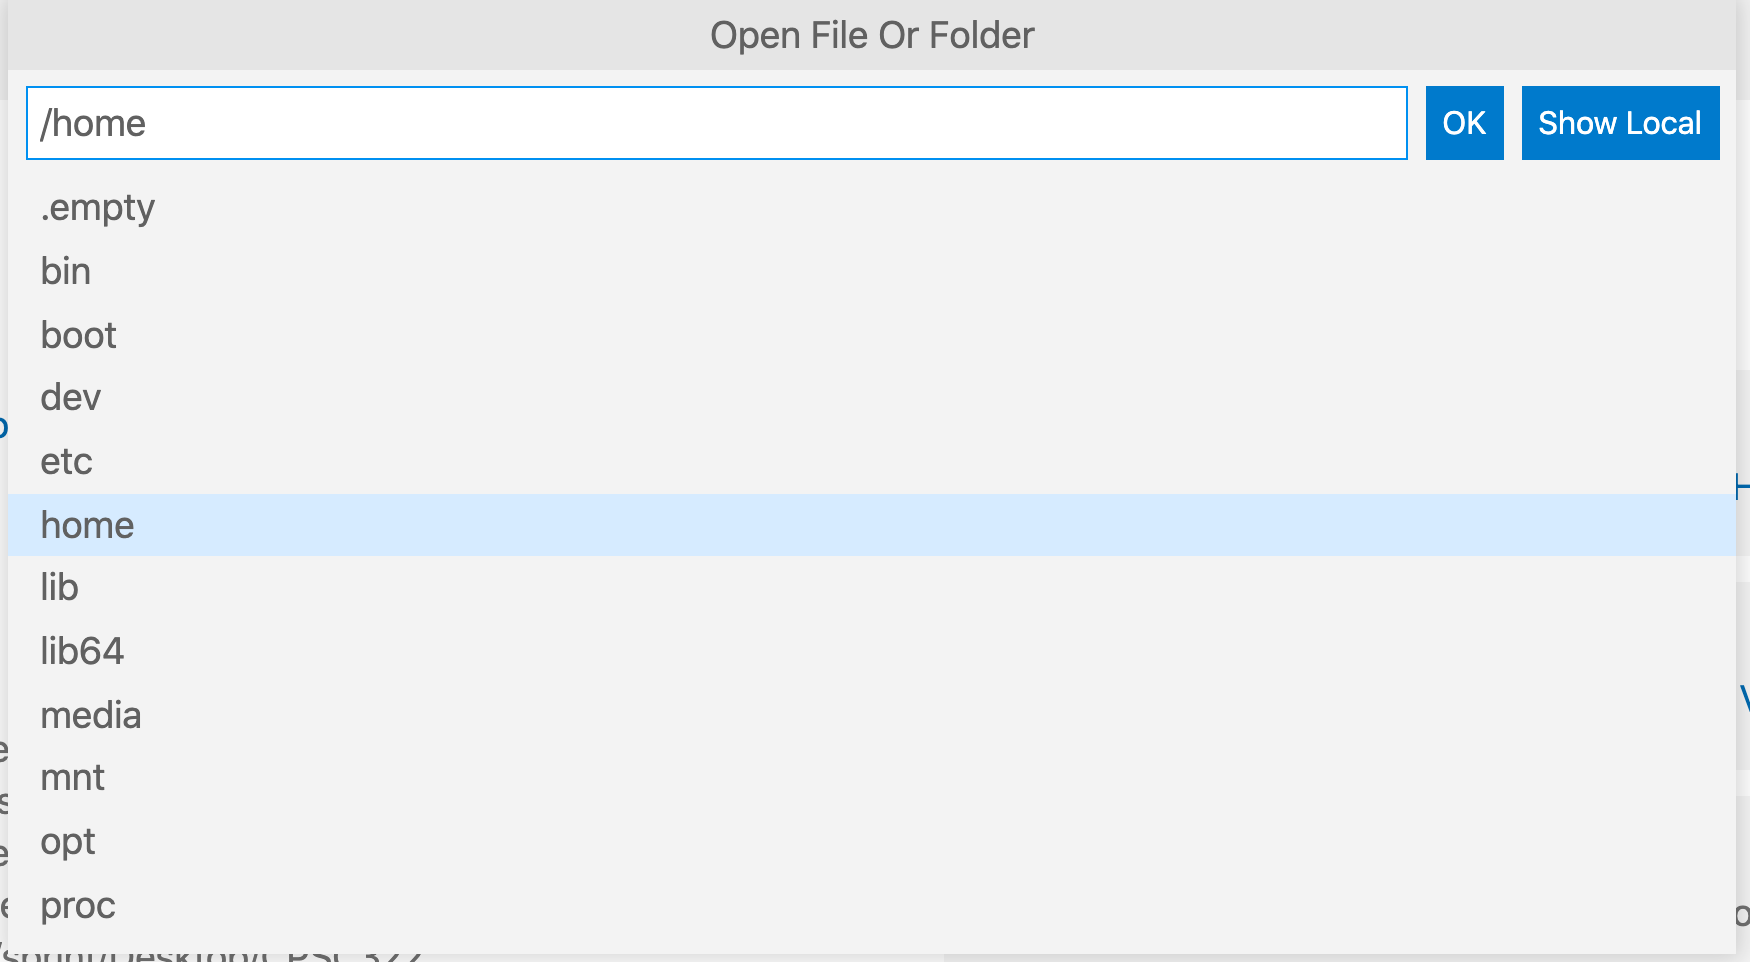 Open File Or Folder
/home
OK
Show Local
.empty
bin
boot
dev
etc
home
lib
lib64
media
mnt
opt
proc